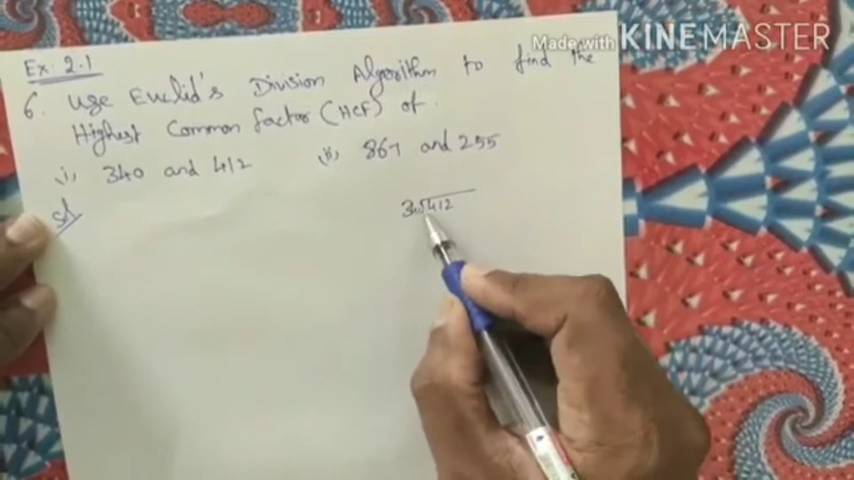 Made with KINEMASTER
Ex. 2.1
6. Use Euclid's Division Algorithm to find the
Highest Common factor (HCF) of.
(i) 340 and 412 (ii) 867 and 255
Sol
340 412